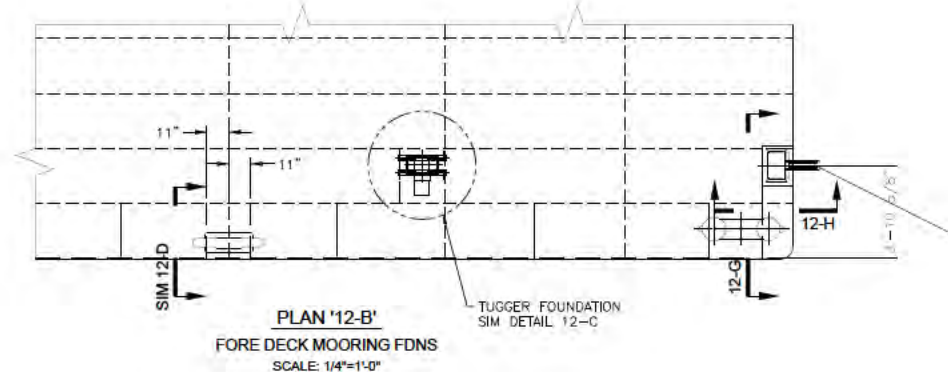 11"
11"
SIM 12-D
12-H
12-G
TUGGER FOUNDATION
SIM DETAIL 12-C
PLAN '12-B'
FORE DECK MOORING FDNS
SCALE: 1/4"=1'-0"